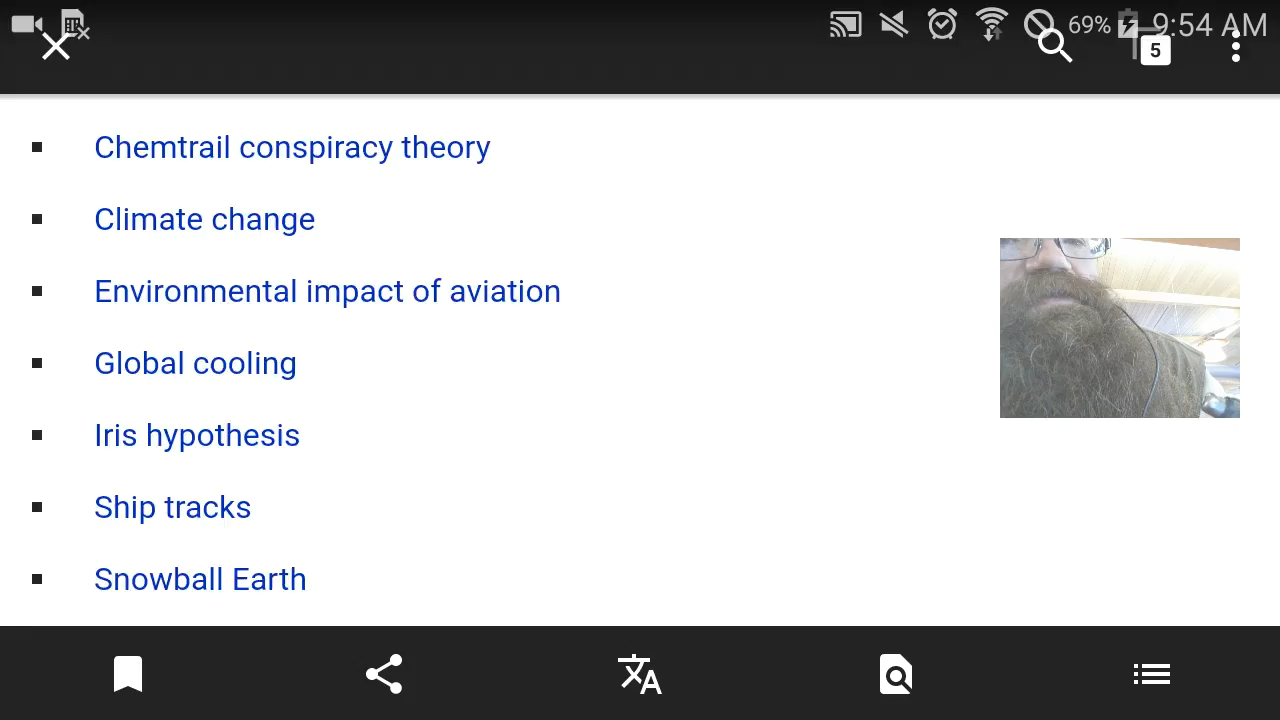 69% 9:54 AM
5
Chemtrail conspiracy theory
Climate change
Environmental impact of aviation
Global cooling
Iris hypothesis
Ship tracks
Snowball Earth